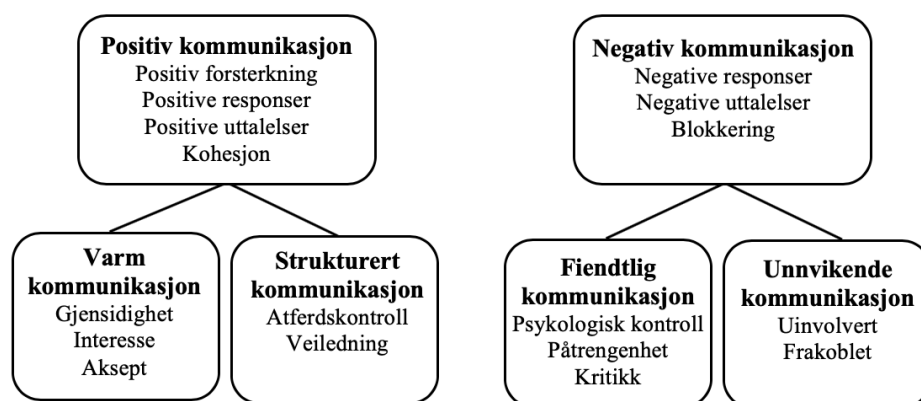 Positiv kommunikasjon
Positiv forsterkning
Positive responser
Positive uttalelser
Kohesjon
Negativ kommunikasjon
Negative responser
Negative uttalelser
Blokkering
Varm
kommunikasjon
Gjensidighet
Interesse
Aksept
Strukturert
kommunikasjon
Atferdskontroll
Veiledning
Fiendtlig
kommunikasjon
Psykologisk kontroll
Påtrengenhet
Kritikk
Unnvikende
kommunikasjon
Uinvolvert
Frakoblet